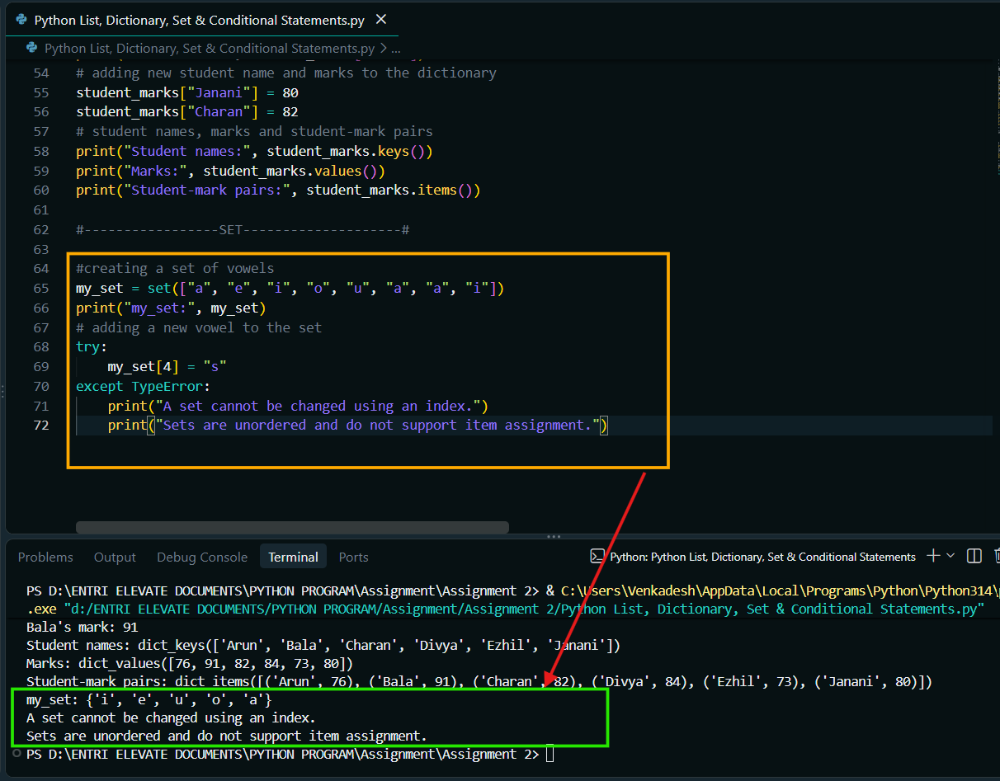 Python List, Dictionary, Set & Conditional Statements.py
Python List, Dictionary, Set & Conditional Statements.py > ...
54 # adding new student name and marks to the dictionary
55 student_marks["Janani"] = 80
56 student_marks["Charan"] = 82
57 # student names, marks and student-mark pairs
58 print("Student names:", student_marks.keys())
59 print("Marks:", student_marks.values())
60 print("Student-mark pairs:", student_marks.items())
61
62 #-----------------SET--------------------#
63
64 #creating a set of vowels
65 my_set = set(["a", "e", "i", "o", "u", "a", "a", "i"])
66 print("my_set:", my_set)
67 # adding a new vowel to the set
68 try:
69     my_set[4] = "s"
70 except TypeError:
71     print("A set cannot be changed using an index.")
72     print("Sets are unordered and do not support item assignment.")
Problems Output Debug Console Terminal Ports Python: Python List, Dictionary, Set & Conditional Statements
PS D:\ENTRI ELEVATE DOCUMENTS\PYTHON PROGRAM\Assignment\Assignment 2> & C:\Users\Venkadesh\AppData\Local\Programs\Python\Python314\
.exe "d:/ENTRI ELEVATE DOCUMENTS/PYTHON PROGRAM/Assignment/Assignment 2/Python List, Dictionary, Set & Conditional Statements.py"
Bala's mark: 91
Student names: dict_keys(['Arun', 'Bala', 'Charan', 'Divya', 'Ezhil', 'Janani'])
Marks: dict_values([76, 91, 82, 84, 73, 80])
Student-mark pairs: dict_items([('Arun', 76), ('Bala', 91), ('Charan', 82), ('Divya', 84), ('Ezhil', 73), ('Janani', 80)])
my_set: {'i', 'e', 'u', 'o', 'a'}
A set cannot be changed using an index.
Sets are unordered and do not support item assignment.
PS D:\ENTRI ELEVATE DOCUMENTS\PYTHON PROGRAM\Assignment\Assignment 2>